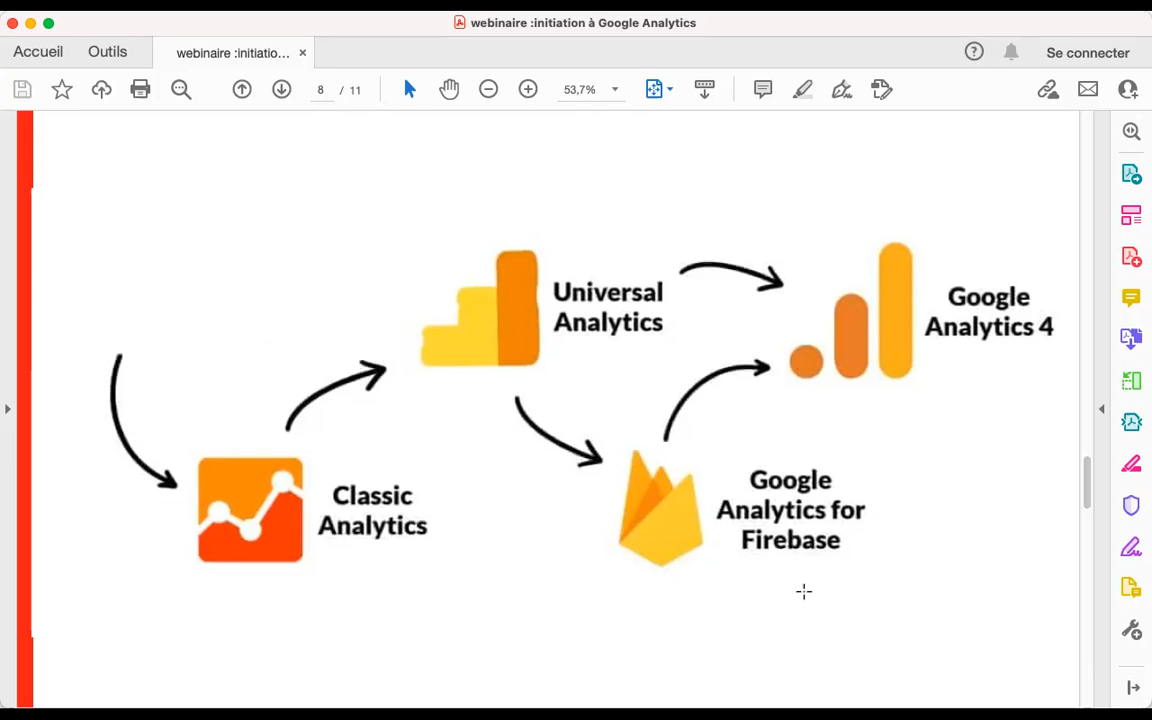 webinaire :initiation à Google Analytics
Accueil
Outils
webinaire :initiatio...
Se connecter
8 / 11
53,7%
Universal
Analytics
Google
Analytics 4
Classic
Analytics
Google
Analytics for
Firebase